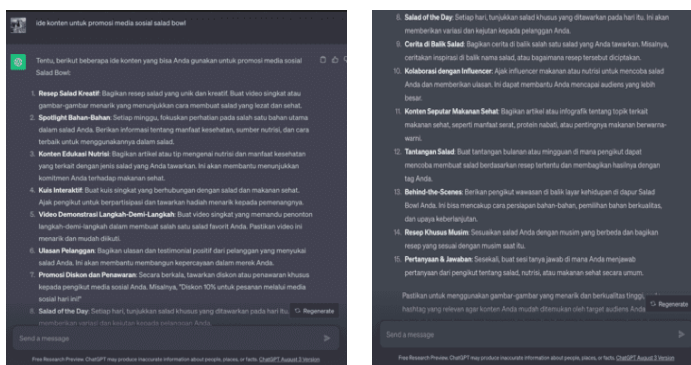 ide konten untuk promosi media sosial salad bowl
Tentu, berikut beberapa ide konten yang bisa Anda gunakan untuk promosi media sosial
Salad Bowl:
1. Resep Salad Kreatif: Bagikan resep salad yang unik dan kreatif. Buat video singkat atau
gambar-gambar menarik yang menunjukkan cara membuat salad yang lezat dan sehat.
2. Spotlight Bahan-Bahan: Setiap minggu, fokuskan perhatian pada salah satu bahan utama
dalam salad Anda. Berikan informasi tentang manfaat kesehatan, sumber nutrisi, dan cara
terbaik untuk menggunakannya dalam salad.
3. Konten Edukasi Nutrisi: Bagikan artikel atau tip mengenai nutrisi dan manfaat kesehatan
yang terkait dengan jenis salad yang Anda tawarkan. Ini akan membantu menunjukkan
komitmen Anda terhadap makanan sehat.
4. Kuis Interaktif: Buat kuis singkat yang berhubungan dengan salad dan makanan sehat.
Ajak pengikut untuk berpartisipasi dan tawarkan hadiah menarik kepada pemenangnya.
5. Video Demonstrasi Langkah-Demi-Langkah: Buat video singkat yang memandu penonton
langkah-demi-langkah dalam membuat salah satu salad favorit Anda. Pastikan video ini
menarik dan mudah diikuti.
6. Ulasan Pelanggan: Bagikan ulasan dan testimonial positif dari pelanggan yang menyukai
salad Anda. Ini akan membantu membangun kepercayaan dalam merek Anda.
7. Promosi Diskon dan Penawaran: Secara berkala, tawarkan diskon atau penawaran khusus
kepada pengikut media sosial Anda. Misalnya, "Diskon 10% untuk pesanan melalui media
sosial hari ini!"
8. Salad of the Day: Setiap hari, tunjukkan salad khusus yang ditawarkan pada hari itu.
Regenerate
memberikan variasi dan kejutan kepada pelanggan Anda.
Send a message
Free Research Preview. ChatGPT may produce inaccurate information about people, places, or facts. ChatGPT August 3 Version
8. Salad of the Day: Setiap hari, tunjukkan salad khusus yang ditawarkan pada hari itu. Ini akan
memberikan variasi dan kejutan kepada pelanggan Anda.
9. Cerita di Balik Salad: Bagikan cerita di balik salah satu salad yang Anda tawarkan. Misalnya,
ceritakan inspirasi di balik nama salad, atau bagaimana resep tersebut diciptakan.
10. Kolaborasi dengan Influencer: Ajak influencer makanan atau nutrisi untuk mencoba salad
Anda dan memberikan ulasan. Ini dapat membantu Anda mencapai audiens yang lebih
besar.
11. Konten Seputar Makanan Sehat: Bagikan artikel atau infografik tentang topik terkait
makanan sehat, seperti manfaat serat, protein nabati, atau pentingnya makanan berwarna-
warni.
12. Tantangan Salad: Buat tantangan bulanan atau mingguan di mana pengikut dapat
mencoba membuat salad berdasarkan resep tertentu dan membagikan hasilnya dengan
tag Anda.
13. Behind-the-Scenes: Berikan pengikut wawasan di balik layar kehidupan di dapur Salad
Bowl Anda. Ini bisa mencakup cara persiapan bahan-bahan, pemilihan bahan berkualitas,
dan upaya keberlanjutan.
14. Resep Khusus Musim: Sesuaikan salad Anda dengan musim yang berbeda dan bagikan
resep yang sesuai dengan musim saat itu.
15. Pertanyaan & Jawaban: Sesekali, buat sesi tanya jawab di mana Anda menjawab
pertanyaan dari pengikut tentang salad, nutrisi, atau makanan sehat secara umum.
Pastikan untuk menggunakan gambar-gambar yang menarik dan berkualitas
Regenerate
hashtag yang relevan agar konten Anda mudah ditemukan oleh target audiens
Send a message
Free Research Preview. ChatGPT may produce inaccurate information about people, places, or facts. ChatGPT August 3 Version